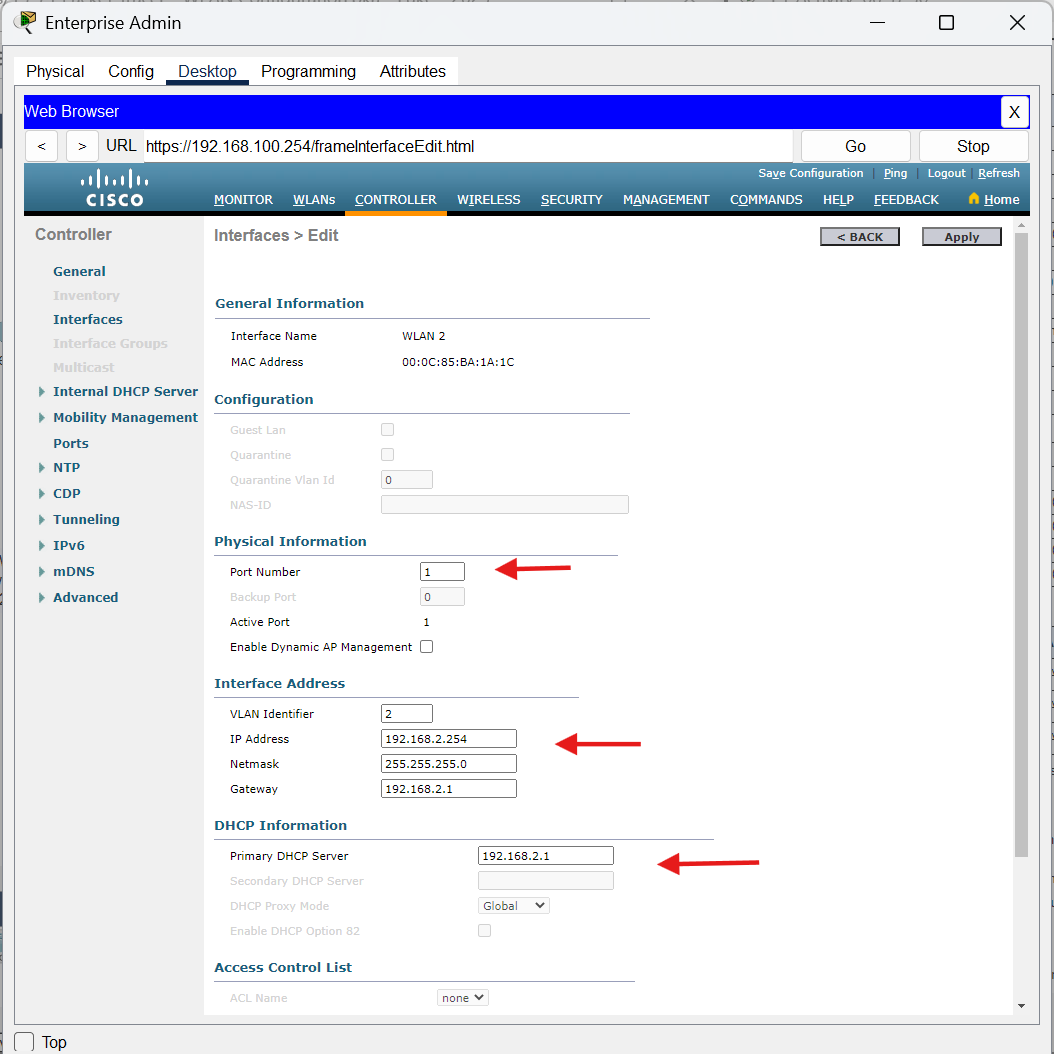 Enterprise Admin
Physical Config Desktop Programming Attributes
Web Browser X
< > URL https://192.168.100.254/frameInterfaceEdit.html Go Stop
Save Configuration Ping Logout Refresh
CISCO
MONITOR WLANs CONTROLLER WIRELESS SECURITY MANAGEMENT COMMANDS HELP FEEDBACK Home
Controller
General
Inventory
Interfaces
Interface Groups
Multicast
Internal DHCP Server
Mobility Management
Ports
NTP
CDP
Tunneling
IPv6
mDNS
Advanced
Interfaces > Edit < BACK Apply
General Information
Interface Name WLAN 2
MAC Address 00:0C:85:BA:1A:1C
Configuration
Guest Lan
Quarantine
Quarantine Vlan Id 0
NAS-ID
Physical Information
Port Number 1
Backup Port 0
Active Port 1
Enable Dynamic AP Management
Interface Address
VLAN Identifier 2
IP Address 192.168.2.254
Netmask 255.255.255.0
Gateway 192.168.2.1
DHCP Information
Primary DHCP Server 192.168.2.1
Secondary DHCP Server
DHCP Proxy Mode Global
Enable DHCP Option 82
Access Control List
ACL Name none
Top